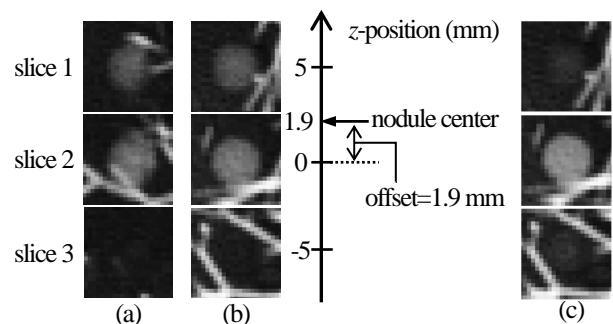 z-position (mm)
slice 1
5
1.9
nodule center
slice 2
0
offset=1.9 mm
slice 3
-5
(a)
(b)
(c)